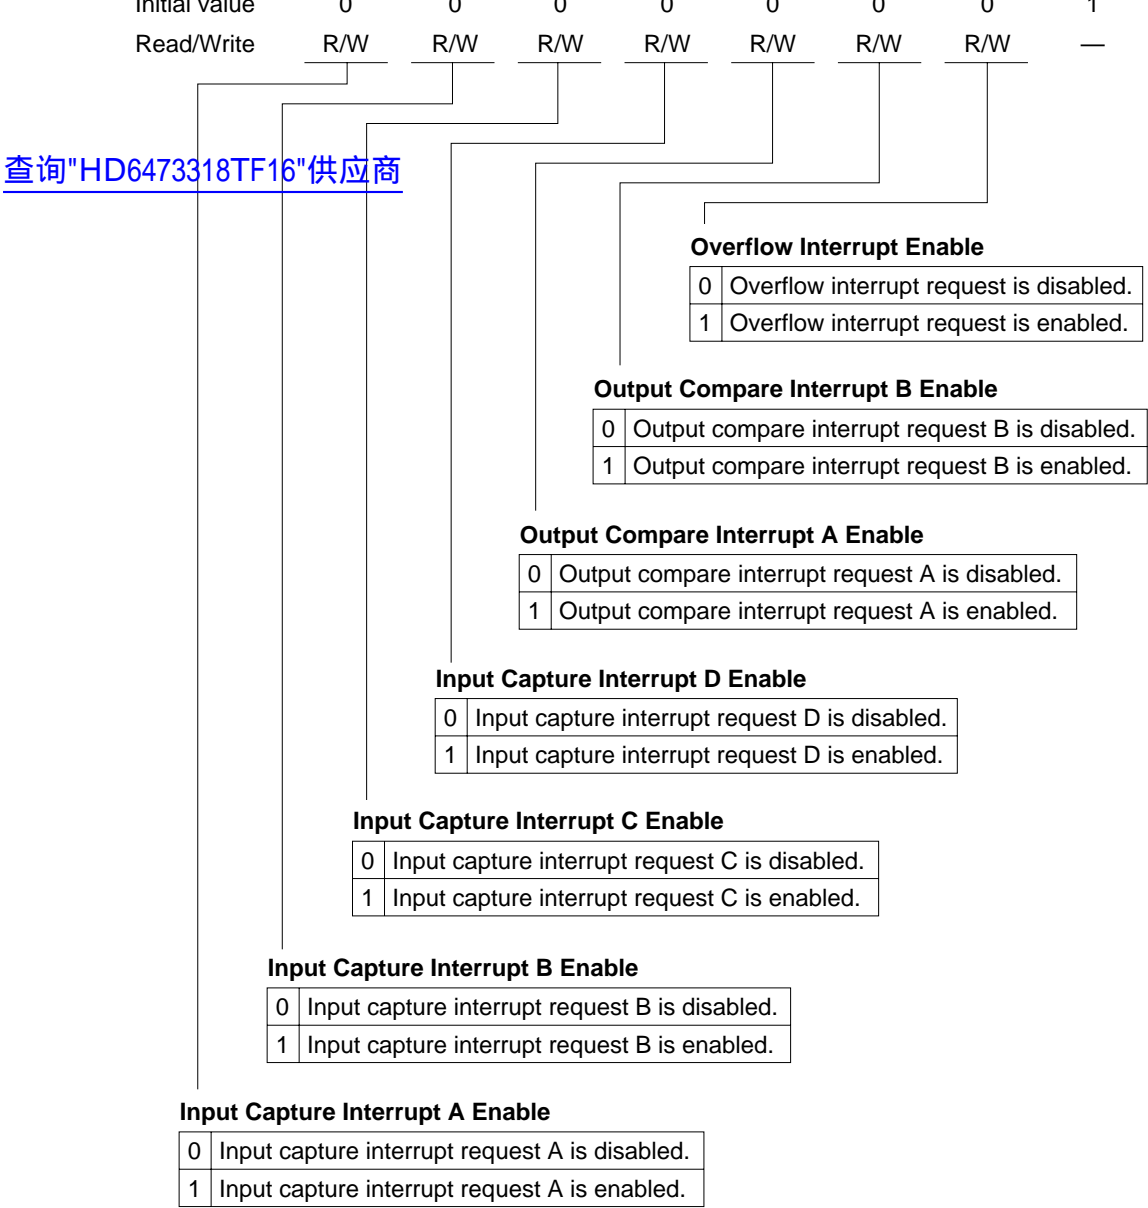 Initial value 0 0 0 0 0 0 0 1
Read/Write R/W R/W R/W R/W R/W R/W R/W —
查询"HD6473318TF16"供应商
Overflow Interrupt Enable
0 Overflow interrupt request is disabled.
1 Overflow interrupt request is enabled.
Output Compare Interrupt B Enable
0 Output compare interrupt request B is disabled.
1 Output compare interrupt request B is enabled.
Output Compare Interrupt A Enable
0 Output compare interrupt request A is disabled.
1 Output compare interrupt request A is enabled.
Input Capture Interrupt D Enable
0 Input capture interrupt request D is disabled.
1 Input capture interrupt request D is enabled.
Input Capture Interrupt C Enable
0 Input capture interrupt request C is disabled.
1 Input capture interrupt request C is enabled.
Input Capture Interrupt B Enable
0 Input capture interrupt request B is disabled.
1 Input capture interrupt request B is enabled.
Input Capture Interrupt A Enable
0 Input capture interrupt request A is disabled.
1 Input capture interrupt request A is enabled.